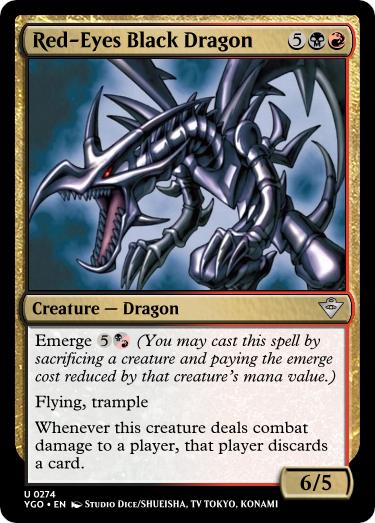 Red-Eyes Black Dragon 5
Creature — Dragon
Emerge 5 (You may cast this spell by
sacrificing a creature and paying the emerge
cost reduced by that creature's mana value.)
Flying, trample
Whenever this creature deals combat
damage to a player, that player discards
a card.
6/5
U 0274
YGO • EN Studio Dice/SHUEISHA, TV TOKYO, KONAMI